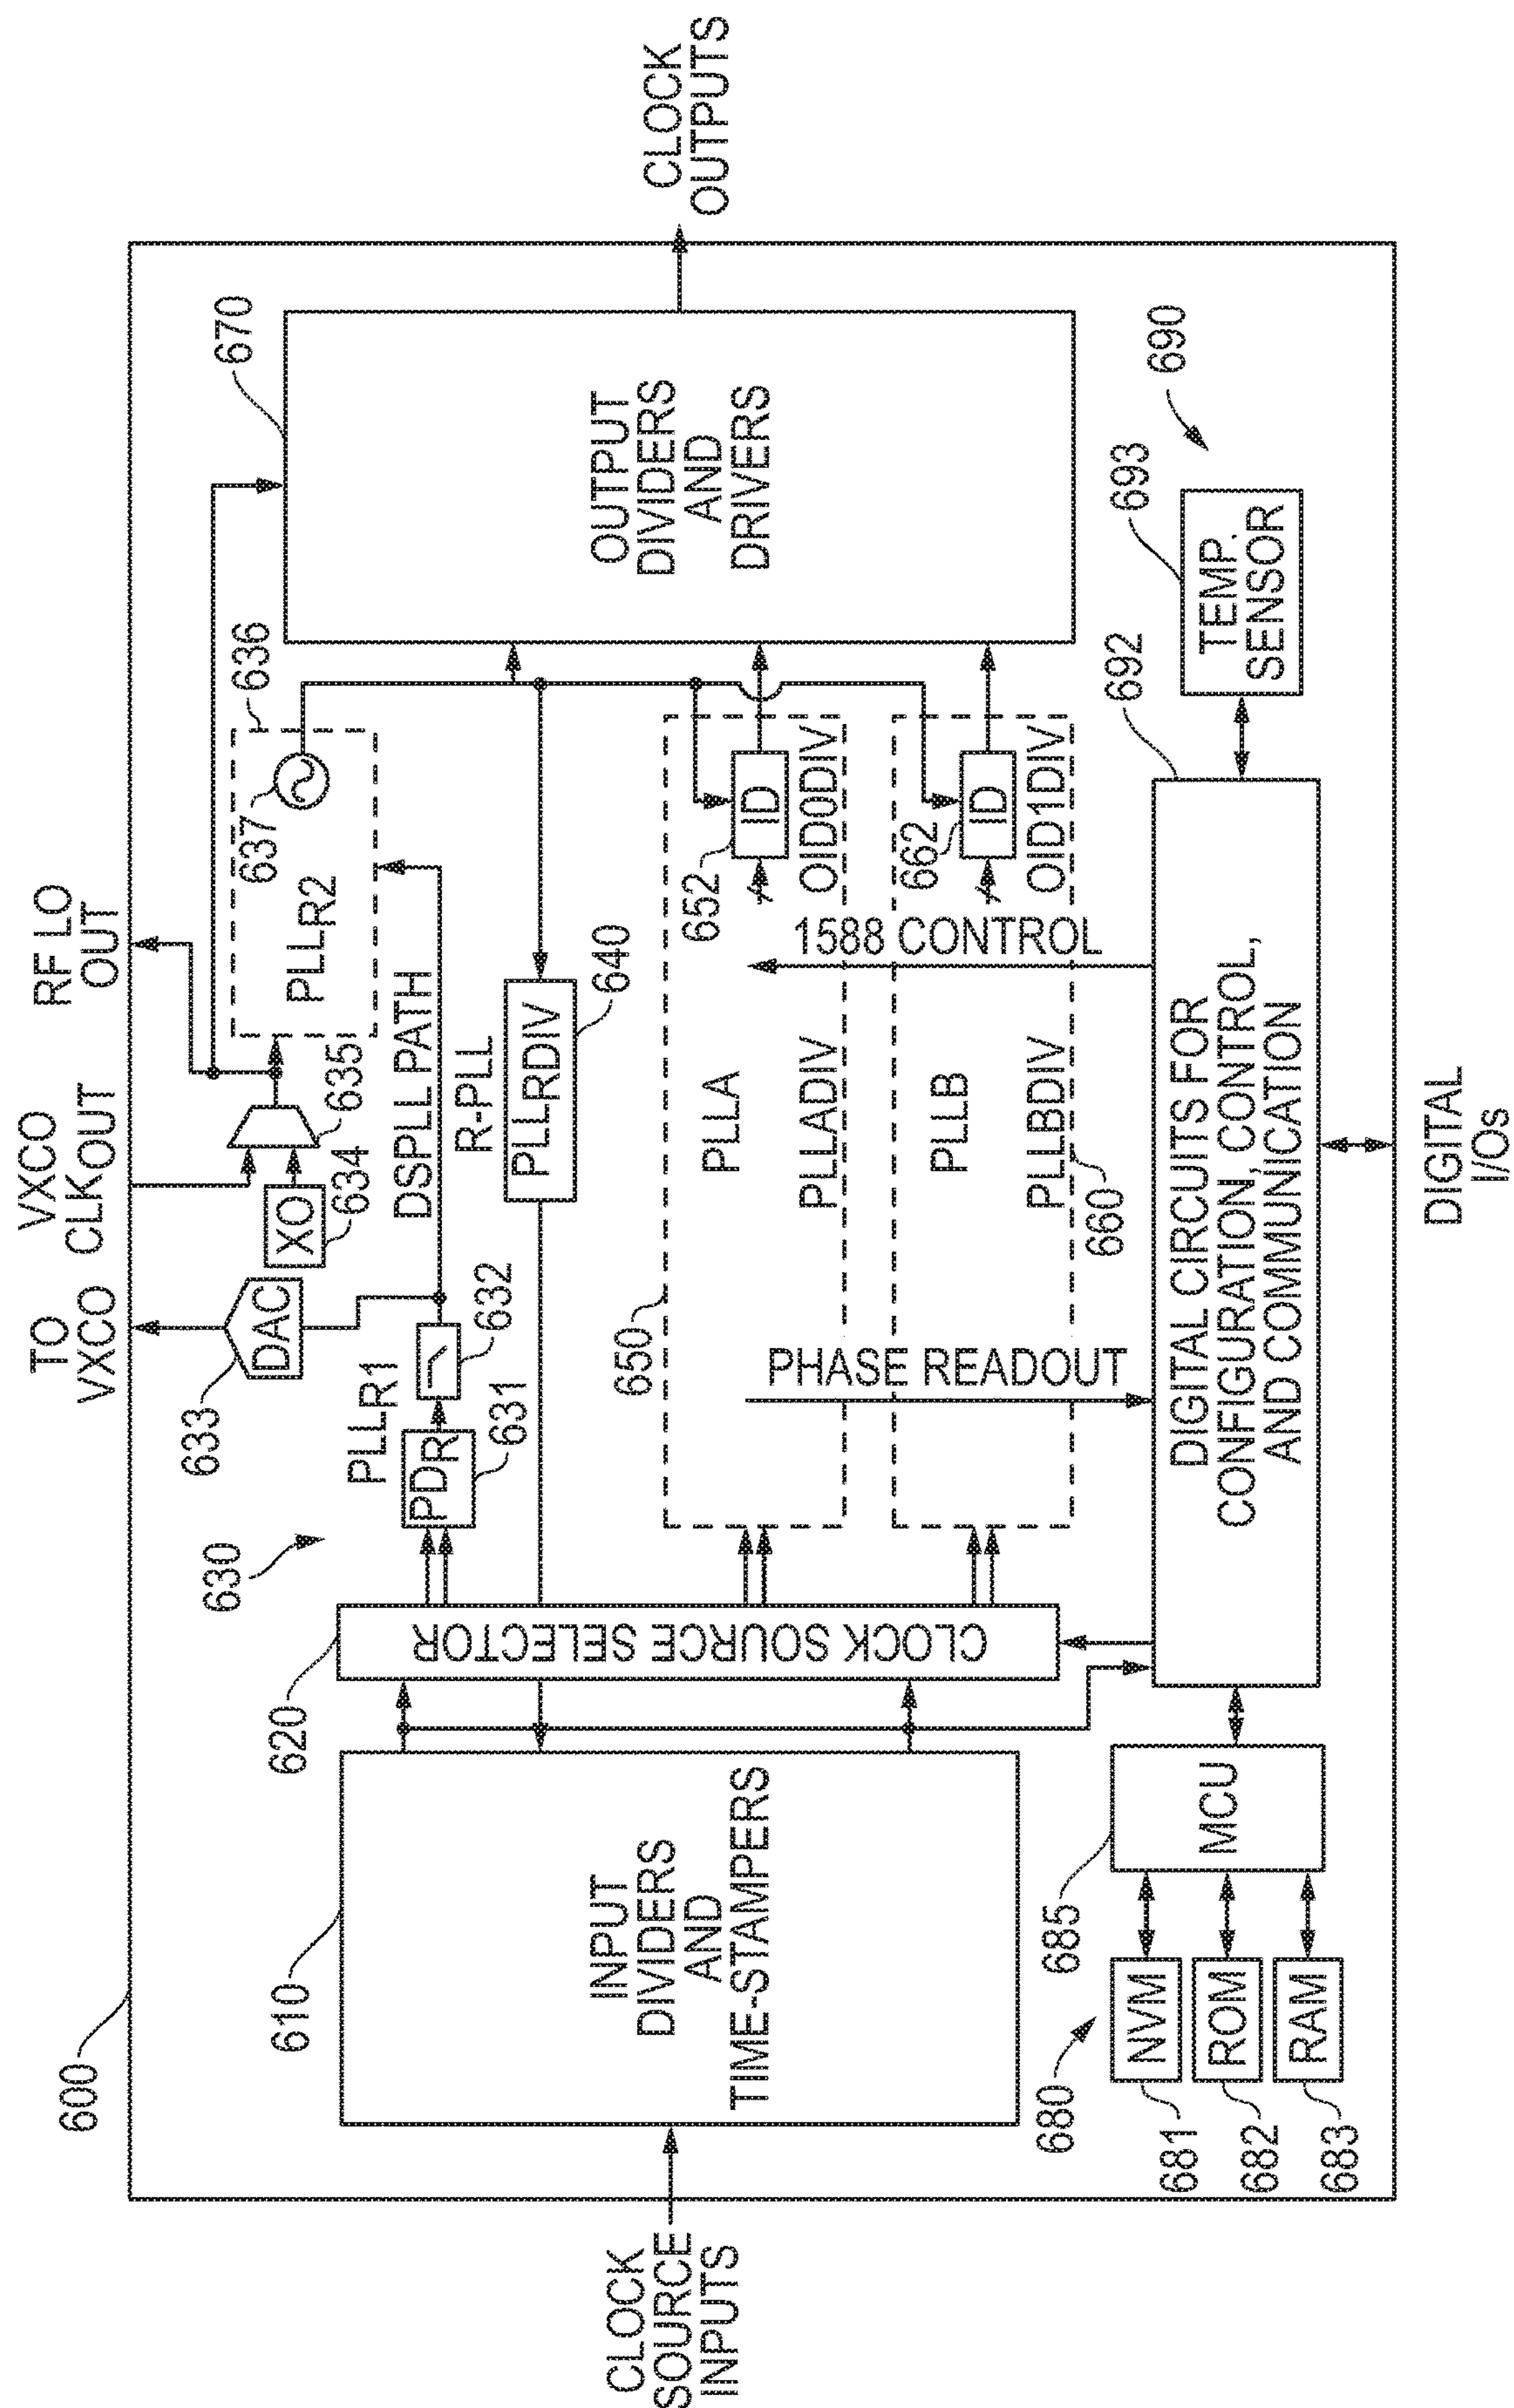 600
TO
VXCO
VXCO
CLKOUT
RF LO
OUT
633
DAC
XO
634
635
636
637
PLLR2
670
630
PLLR1
PDR
631
632
DSPLL PATH
R-PLL
PLLRDIV
640
CLOCK
SOURCE
INPUTS
610
INPUT
DIVIDERS
AND
TIME-STAMPERS
620
CLOCK SOURCE SELECTOR
650
PLLA
PLLADIV
652
ID
OID0DIV
PHASE READOUT
1588 CONTROL
PLLB
PLLBDIV
660
662
ID
OID1DIV
OUTPUT
DIVIDERS
AND
DRIVERS
CLOCK
OUTPUTS
680
NVM
681
ROM
682
RAM
683
685
MCU
DIGITAL CIRCUITS FOR
CONFIGURATION, CONTROL,
AND COMMUNICATION
692
TEMP.
SENSOR
693
690
DIGITAL
I/Os